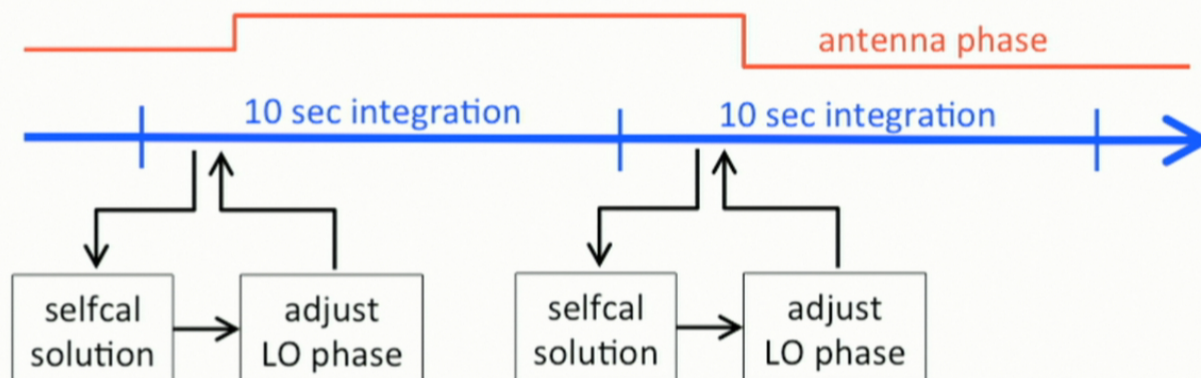 antenna phase
10 sec integration
10 sec integration
selfcal
solution
adjust
LO phase
selfcal
solution
adjust
LO phase